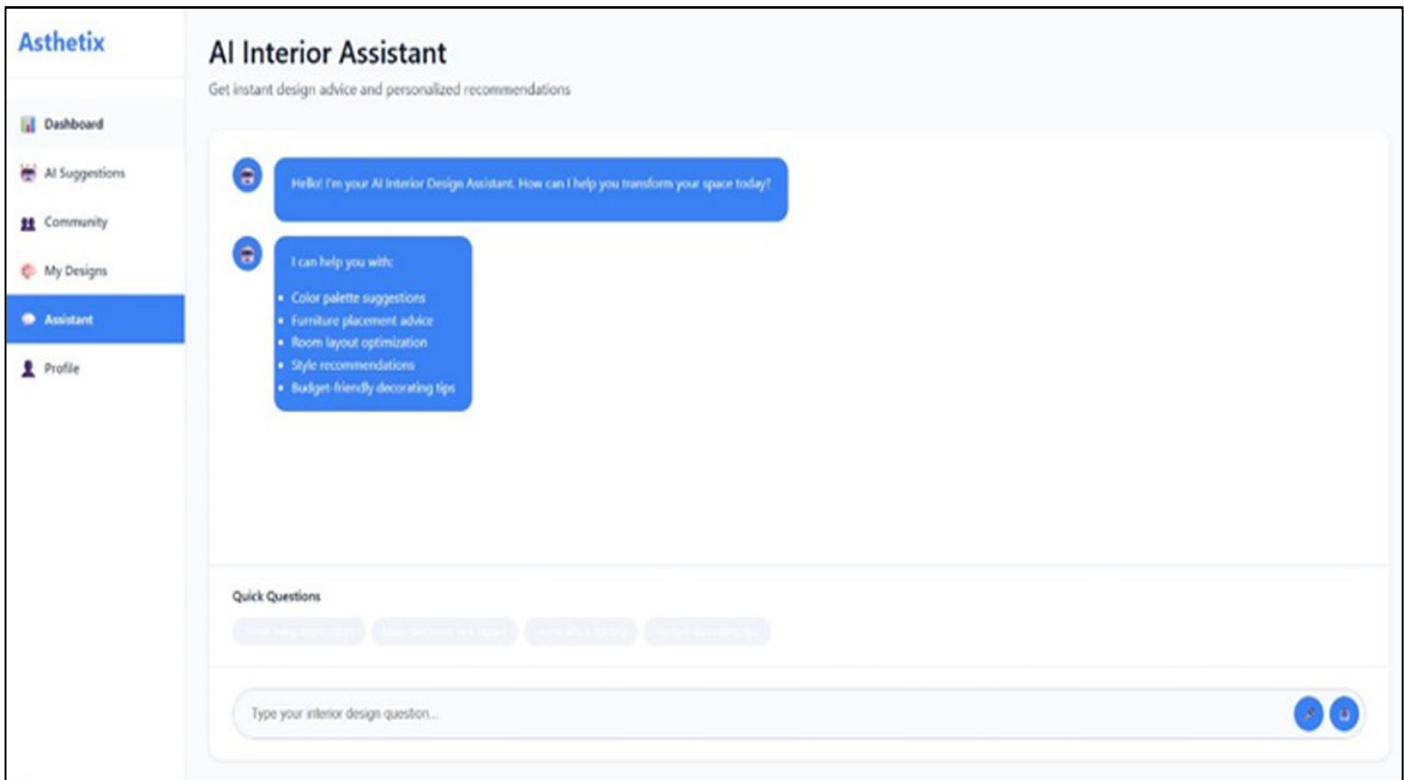 Asthetix
Dashboard
AI Suggestions
Community
My Designs
Assistant
Profile
AI Interior Assistant
Get instant design advice and personalized recommendations
Hello! I'm your AI Interior Design Assistant. How can I help you transform your space today?
I can help you with:
• Color palette suggestions
• Furniture placement advice
• Room layout optimization
• Style recommendations
• Budget-friendly decorating tips
Quick Questions
Type your interior design question...